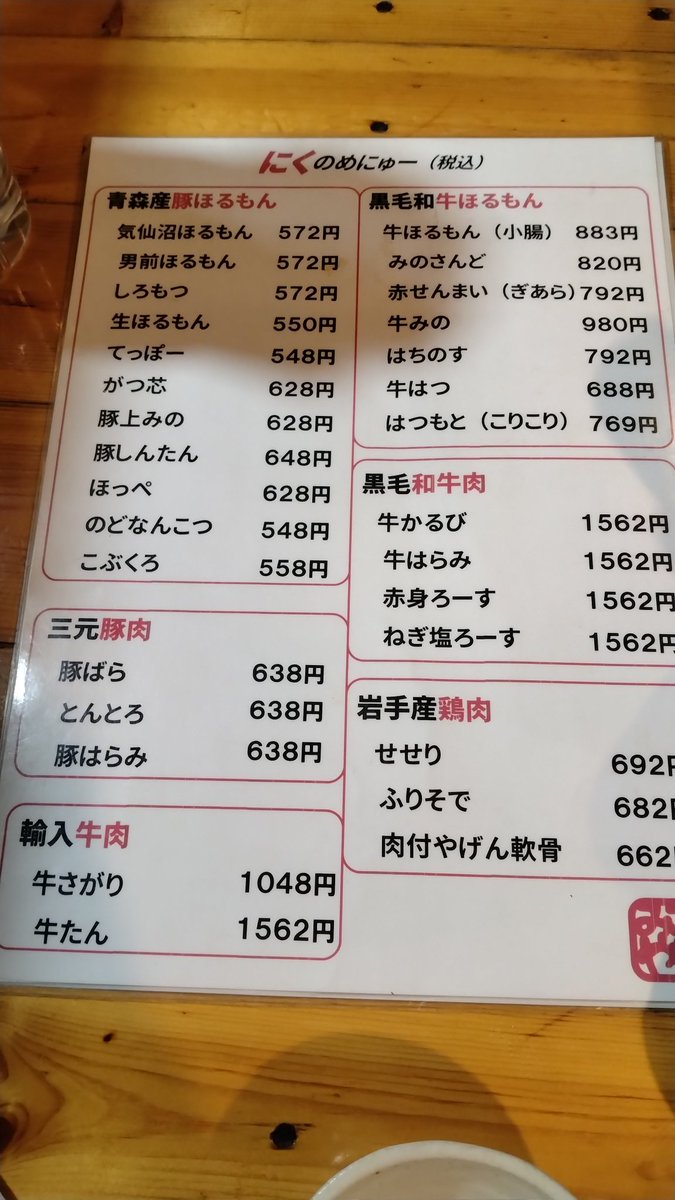 にくのめにゅー（税込）
青森産豚ほるもん
気仙沼ほるもん 572円
男前ほるもん 572円
しろもつ 572円
生ほるもん 550円
てっぽー 548円
がつ芯 628円
豚上みの 628円
豚しんたん 648円
ほっぺ 628円
のどなんこつ 548円
こぶくろ 558円
三元豚肉
豚ばら 638円
とんとろ 638円
豚はらみ 638円
輸入牛肉
牛さがり 1048円
牛たん 1562円
黒毛和牛ほるもん
牛ほるもん（小腸） 883円
みのさんど 820円
赤せんまい（ぎあら）792円
牛みの 980円
はちのす 792円
牛はつ 688円
はつもと（こりこり） 769円
黒毛和牛肉
牛かるび 1562円
牛はらみ 1562円
赤身ろーす 1562円
ねぎ塩ろーす 1562円
岩手産鶏肉
せせり 692円
ふりそで 682円
肉付やげん軟骨 662